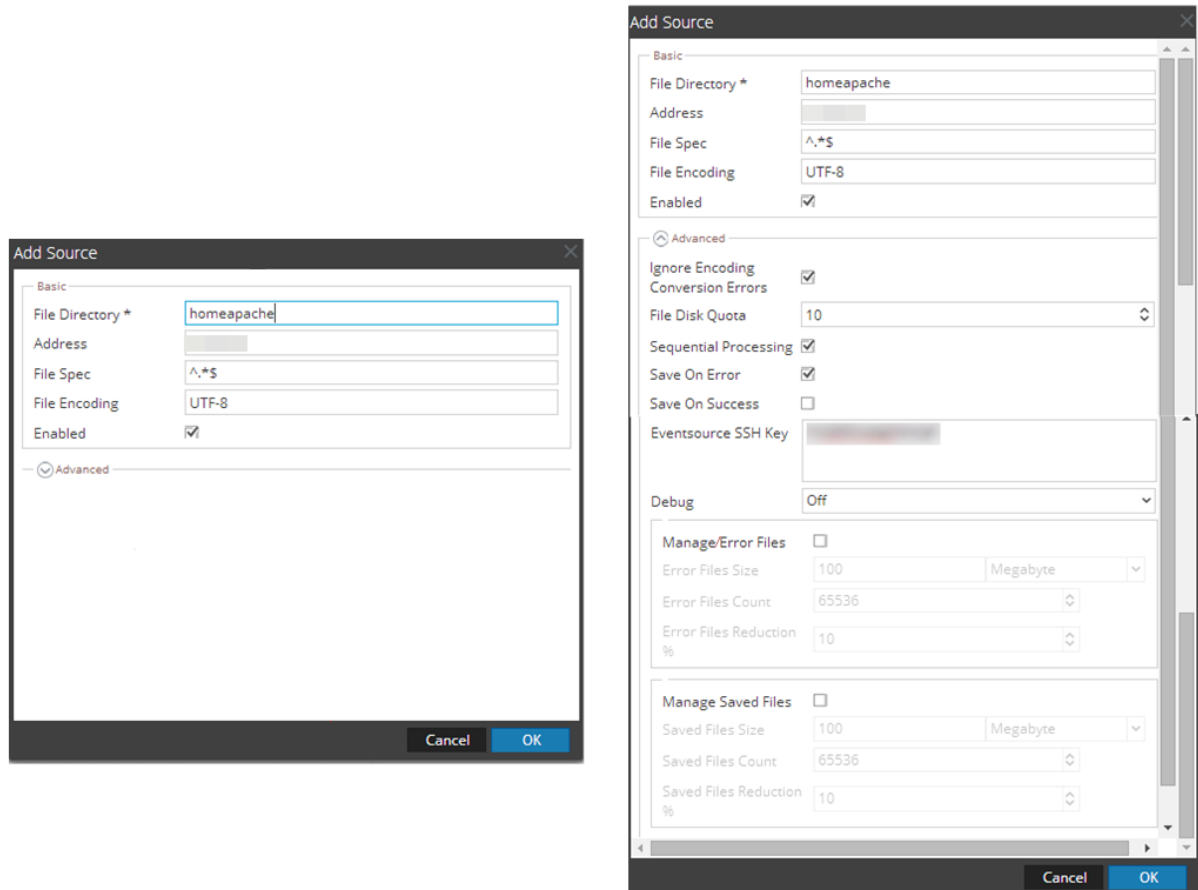 Add Source
Basic
File Directory * homeapache
Address
File Spec ^.*$
File Encoding UTF-8
Enabled
Advanced
Cancel OK
Add Source
Basic
File Directory * homeapache
Address
File Spec ^.*$
File Encoding UTF-8
Enabled
Advanced
Ignore Encoding
Conversion Errors
File Disk Quota 10
Sequential Processing
Save On Error
Save On Success
Eventsource SSH Key
Debug Off
Manage/Error Files
Error Files Size 100 Megabyte
Error Files Count 65536
Error Files Reduction
% 10
Manage Saved Files
Saved Files Size 100 Megabyte
Saved Files Count 65536
Saved Files Reduction
% 10
Cancel OK